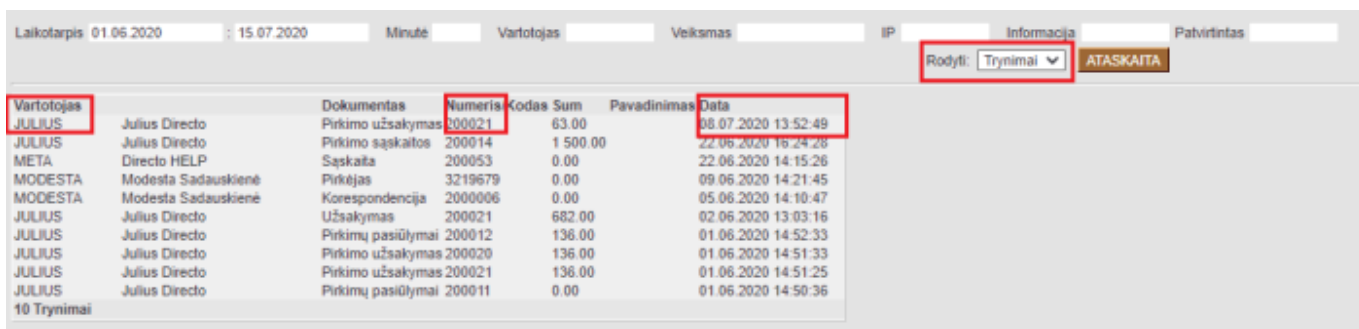 Laikotarpis 01.06.2020 : 15.07.2020 Minutė Vartotojas Veiksmas IP Informacija Patvirtintas
Rodyti: Trynimai ATASKAITA
Vartotojas Dokumentas Numeris/Kodas Sum Pavadinimas Data
JULIUS Julius Directo Pirkimo užsakymas 200021 63.00 08.07.2020 13:52:49
JULIUS Julius Directo Pirkimo sąskaitos 200014 1 500.00 22.06.2020 16:24:28
META Directo HELP Sąskaita 200053 0.00 22.06.2020 14:15:26
MODESTA Modesta Sadauskienė Pirkėjas 3219679 0.00 09.06.2020 14:21:45
MODESTA Modesta Sadauskienė Korespondencija 2000006 0.00 05.06.2020 14:10:47
JULIUS Julius Directo Užsakymas 200021 682.00 02.06.2020 13:03:16
JULIUS Julius Directo Pirkimų pasiūlymai 200012 136.00 01.06.2020 14:52:33
JULIUS Julius Directo Pirkimo užsakymas 200020 136.00 01.06.2020 14:51:33
JULIUS Julius Directo Pirkimo užsakymas 200021 136.00 01.06.2020 14:51:25
JULIUS Julius Directo Pirkimų pasiūlymai 200011 0.00 01.06.2020 14:50:36
10 Trynimai